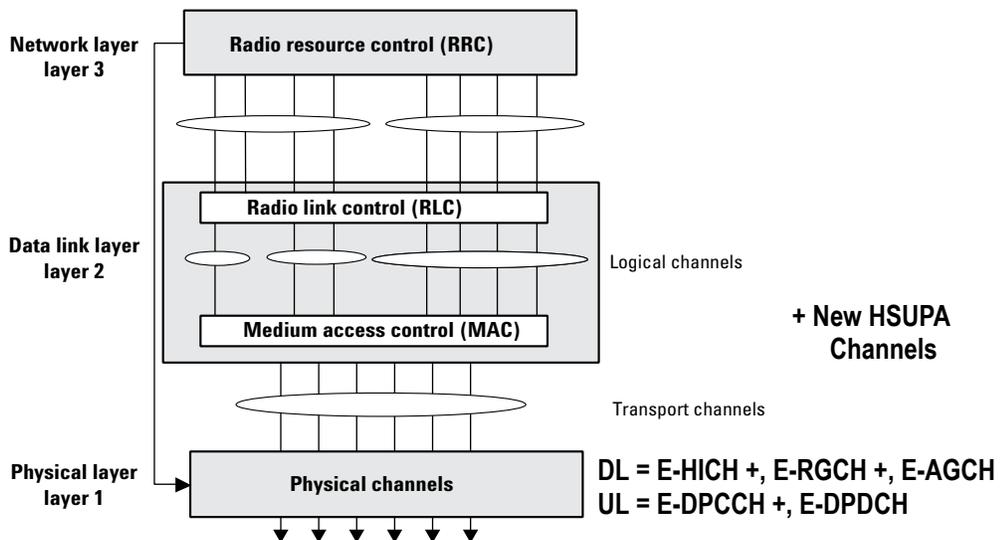 Network layer
layer 3
Radio resource control (RRC)
Radio link control (RLC)
Data link layer
layer 2
Logical channels
Medium access control (MAC)
+ New HSUPA
Channels
Transport channels
Physical layer
layer 1
Physical channels
DL = E-HICH +, E-RGCH +, E-AGCH
UL = E-DPCCH +, E-DPDCH